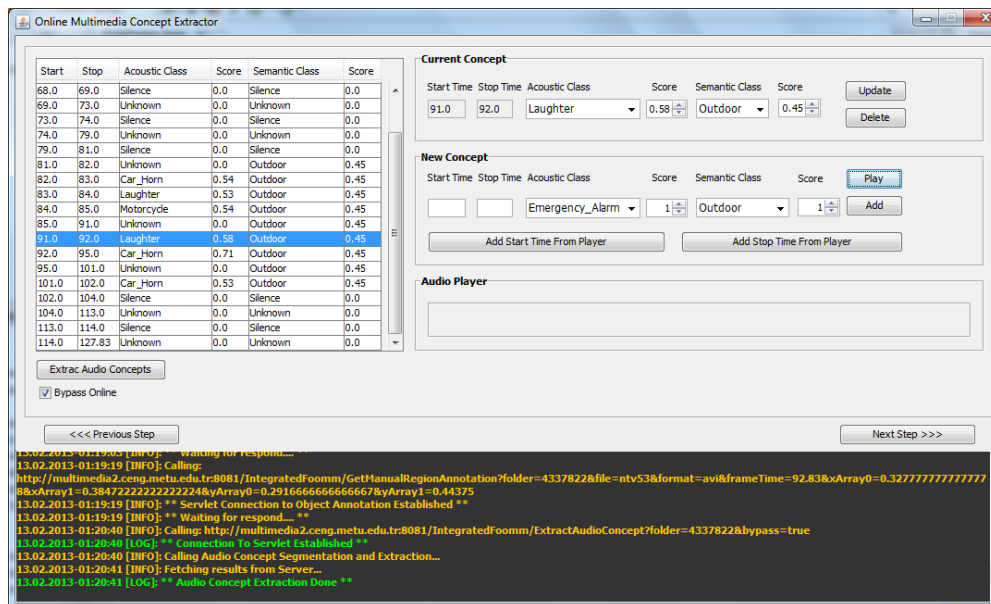 Online Multimedia Concept Extractor
Start Stop Acoustic Class Score Semantic Class Score
68.0 69.0 Silence 0.0 Silence 0.0
69.0 73.0 Unknown 0.0 Unknown 0.0
73.0 74.0 Silence 0.0 Silence 0.0
74.0 79.0 Unknown 0.0 Unknown 0.0
79.0 81.0 Silence 0.0 Silence 0.0
81.0 82.0 Unknown 0.0 Outdoor 0.45
82.0 83.0 Car_Horn 0.54 Outdoor 0.45
83.0 84.0 Laughter 0.53 Outdoor 0.45
84.0 85.0 Motorcycle 0.54 Outdoor 0.45
85.0 91.0 Unknown 0.0 Outdoor 0.45
91.0 92.0 Laughter 0.58 Outdoor 0.45
92.0 95.0 Car_Horn 0.71 Outdoor 0.45
95.0 101.0 Unknown 0.0 Outdoor 0.45
101.0 102.0 Car_Horn 0.53 Outdoor 0.45
102.0 104.0 Silence 0.0 Silence 0.0
104.0 113.0 Unknown 0.0 Unknown 0.0
113.0 114.0 Silence 0.0 Silence 0.0
114.0 127.83 Unknown 0.0 Unknown 0.0
Extrac Audio Concepts
Bypass Online
Current Concept
Start Time Stop Time Acoustic Class Score Semantic Class Score
91.0 92.0 Laughter 0.58 Outdoor 0.45
Update
Delete
New Concept
Start Time Stop Time Acoustic Class Score Semantic Class Score
Play
Emergency_Alarm 1 Outdoor 1
Add
Add Start Time From Player Add Stop Time From Player
Audio Player
<<< Previous Step Next Step >>>
13.02.2013-01:19:03 [INFO]: ** Waiting for respond.... **
13.02.2013-01:19:19 [INFO]: Calling:
http://multimedia2.ceng.metu.edu.tr:8081/IntegratedFoomm/GetManualRegionAnnotation?folder=4337822&file=ntv53&format=avi&frameTime=92.83&xArray0=0.327777777777777
8&xArray1=0.38472222222222224&yArray0=0.29166666666666667&yArray1=0.44375
13.02.2013-01:19:19 [INFO]: ** Servlet Connection to Object Annotation Established **
13.02.2013-01:19:19 [INFO]: ** Waiting for respond.... **
13.02.2013-01:20:40 [INFO]: Calling: http://multimedia2.ceng.metu.edu.tr:8081/IntegratedFoomm/ExtractAudioConcept?folder=4337822&bypass=true
13.02.2013-01:20:40 [LOG]: ** Connection To Servlet Established **
13.02.2013-01:20:40 [INFO]: Calling Audio Concept Segmentation and Extraction...
13.02.2013-01:20:41 [INFO]: Fetching results from Server...
13.02.2013-01:20:41 [LOG]: ** Audio Concept Extraction Done **